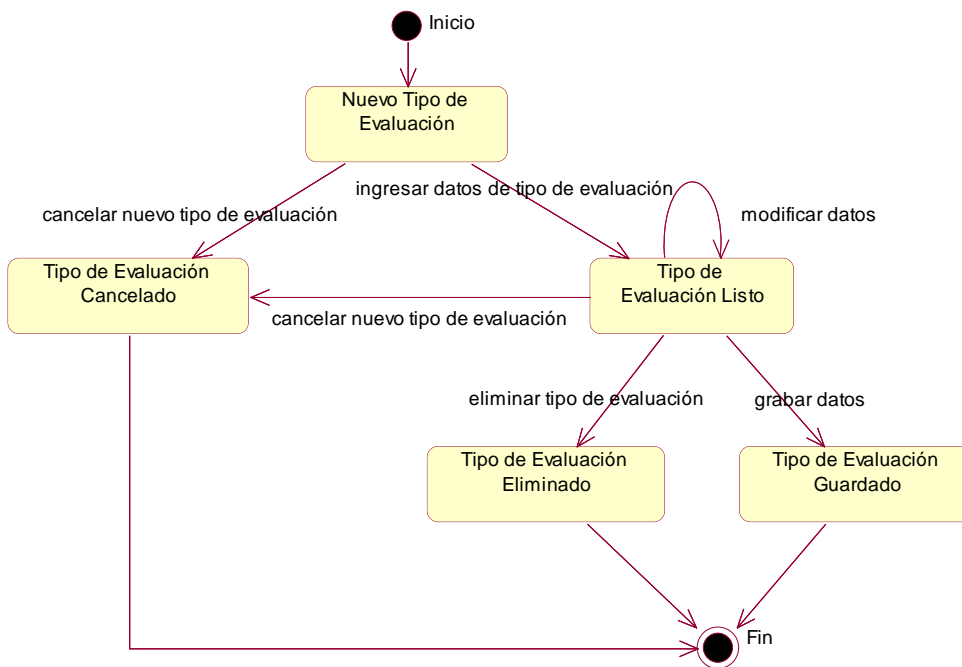 Inicio
Nuevo Tipo de
Evaluación
ingresar datos de tipo de evaluación
cancelar nuevo tipo de evaluación
modificar datos
Tipo de Evaluación
Cancelado
Tipo de
Evaluación Listo
cancelar nuevo tipo de evaluación
eliminar tipo de evaluación
grabar datos
Tipo de Evaluación
Eliminado
Tipo de Evaluación
Guardado
Fin